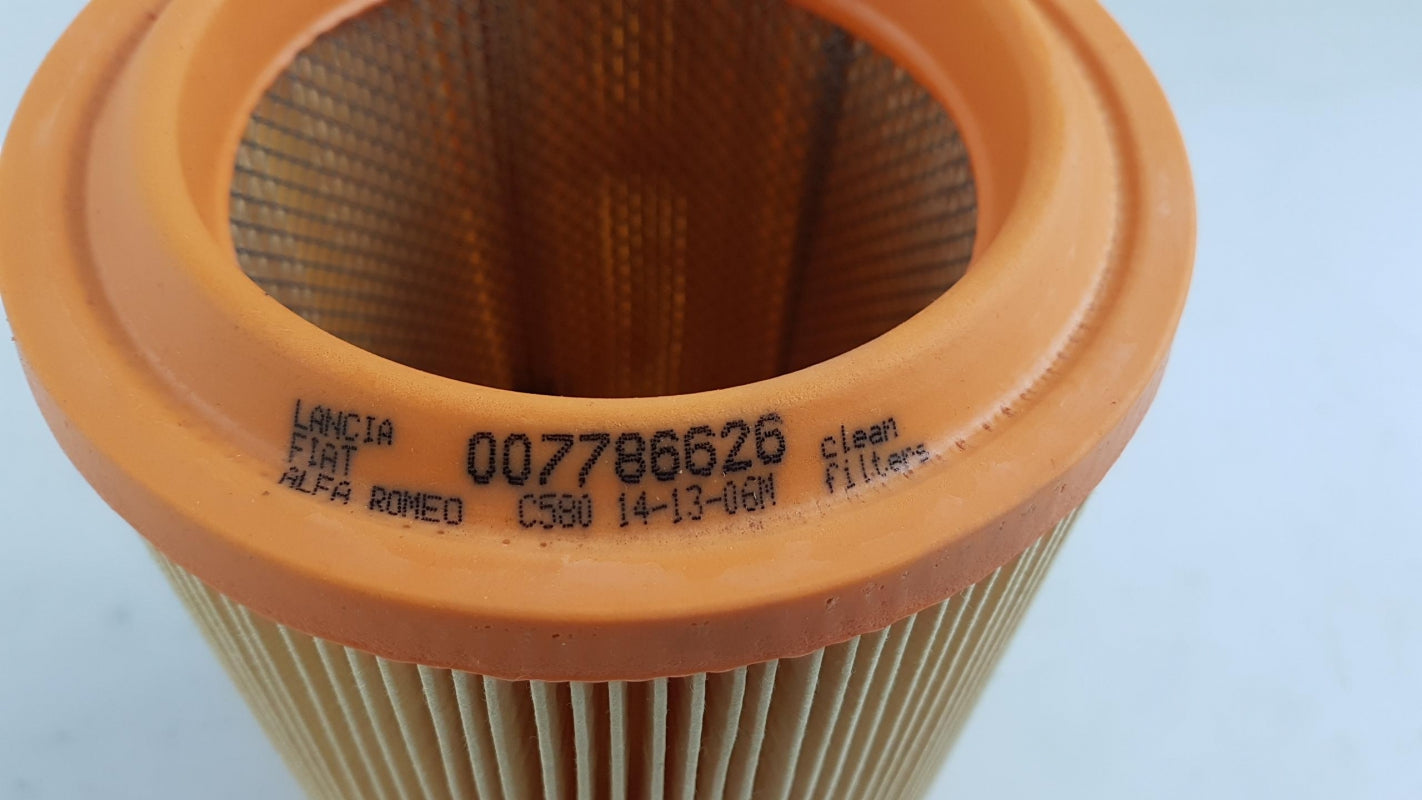 LANCIA
FIAT
ALFA ROMEO
007786626
C580 14-13-06M
clean
filters